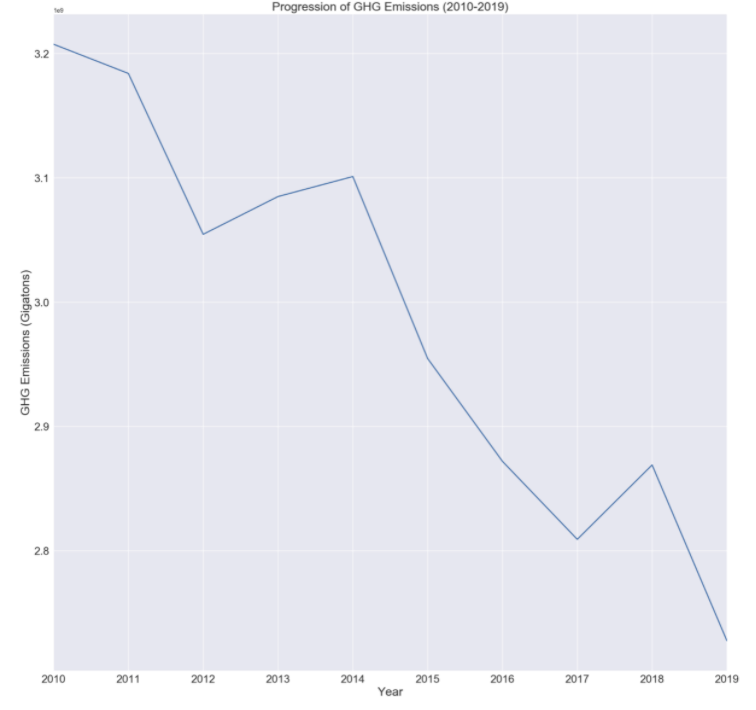 Progression of GHG Emissions (2010-2019)
1e9
3.2
3.1
3.0
2.9
2.8
GHG Emissions (Gigatons)
2010 2011 2012 2013 2014 2015 2016 2017 2018 2019
Year